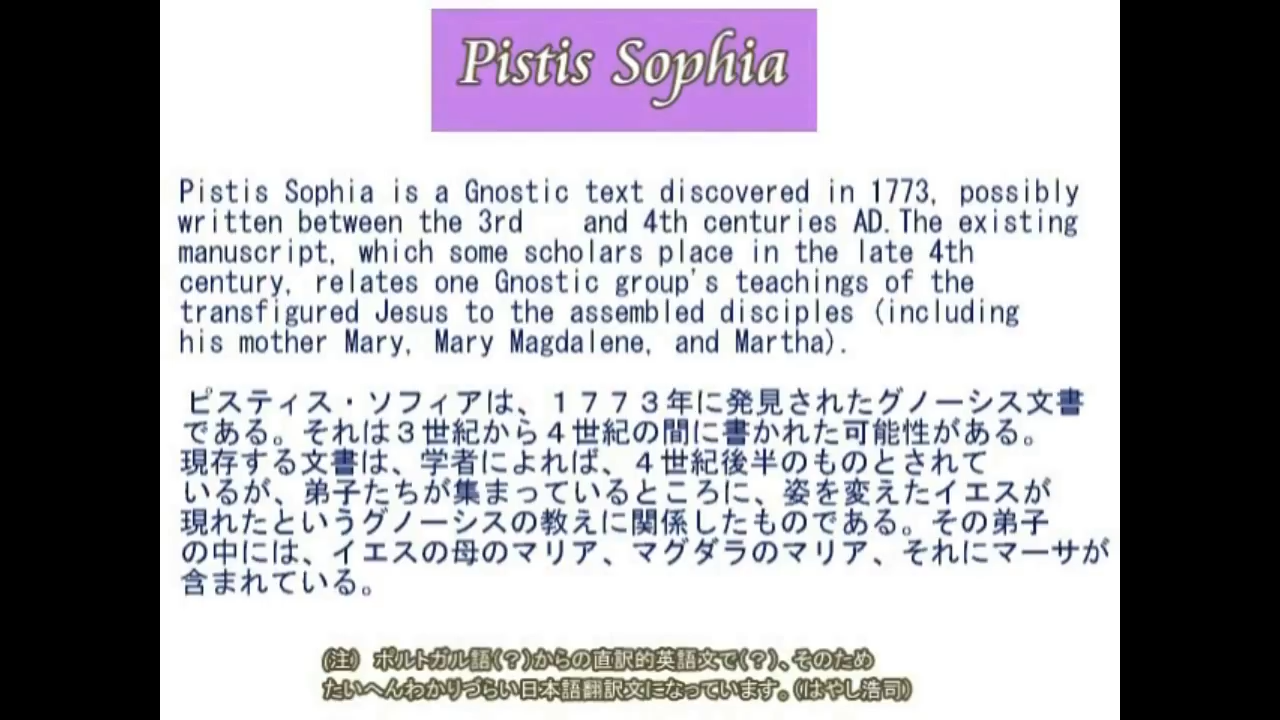 Pistis Sophia
Pistis Sophia is a Gnostic text discovered in 1773, possibly
written between the 3rd    and 4th centuries AD.The existing
manuscript, which some scholars place in the late 4th
century, relates one Gnostic group's teachings of the
transfigured Jesus to the assembled disciples (including
his mother Mary, Mary Magdalene, and Martha).
ピスティス・ソフィアは、１７７３年に発見されたグノーシス文書
である。それは３世紀から４世紀の間に書かれた可能性がある。
現存する文書は、学者によれば、４世紀後半のものとされて
いるが、弟子たちが集まっているところに、姿を変えたイエスが
現れたというグノーシスの教えに関係したものである。その弟子
の中には、イエスの母のマリア、マグダラのマリア、それにマーサが
含まれている。
(注)　ポルトガル語(？)からの直訳的英語文で(？)、そのため
たいへんわかりづらい日本語翻訳文になっています。(はやし浩司)